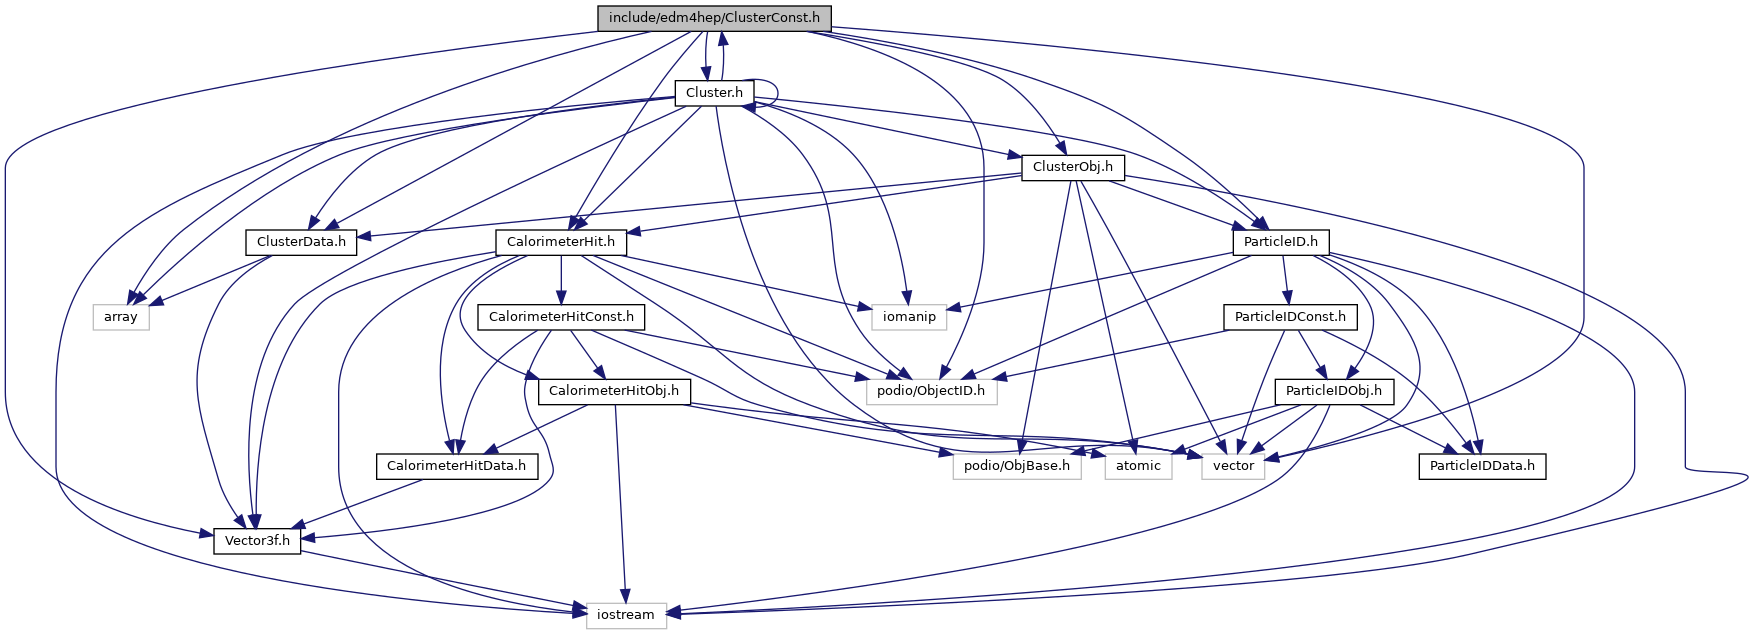 include/edm4hep/ClusterConst.h
Cluster.h
ClusterObj.h
ClusterData.h
CalorimeterHit.h
ParticleID.h
array
CalorimeterHitConst.h
iomanip
ParticleIDConst.h
CalorimeterHitObj.h
podio/ObjectID.h
ParticleIDObj.h
CalorimeterHitData.h
podio/ObjBase.h
atomic
vector
ParticleIDData.h
Vector3f.h
iostream